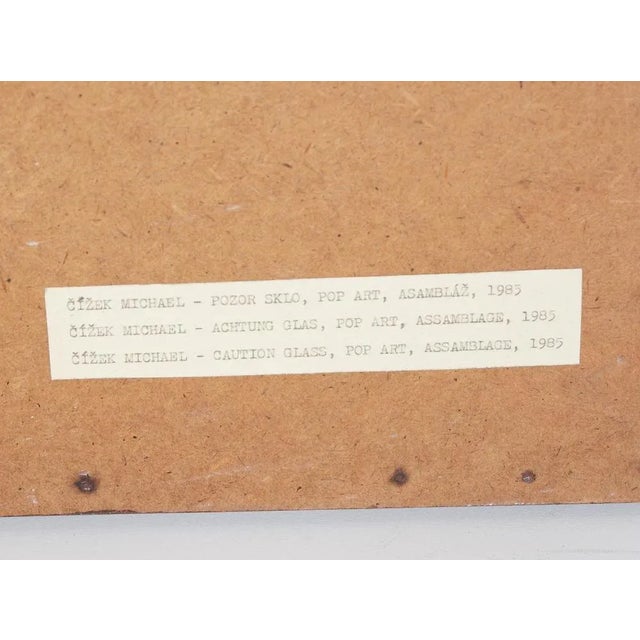 ČÍŽEK MICHAEL - POZOR SKLO, POP ART, ASAMBLÁŽ, 1985
ČÍŽEK MICHAEL - ACHTUNG GLAS, POP ART, ASSAMBLAGE, 1985
ČÍŽEK MICHAEL - CAUTION GLASS, POP ART, ASSAMBLAGE, 1985